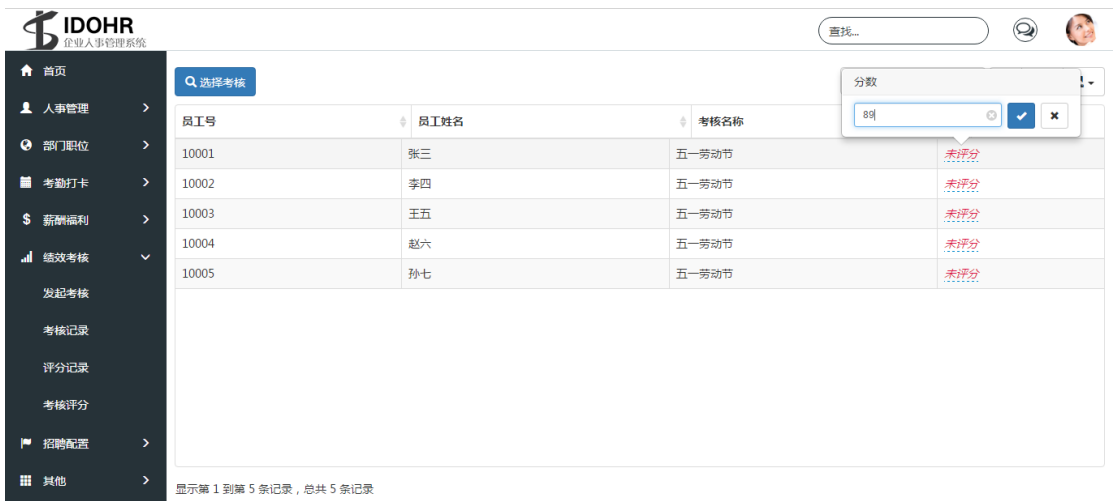 IDOHR
企业人事管理系统
查找...
首页
人事管理
部门职位
考勤打卡
薪酬福利
绩效考核
发起考核
考核记录
评分记录
考核评分
招聘配置
其他
选择考核
分数
89
员工号 员工姓名 考核名称
10001 张三 五一劳动节 未评分
10002 李四 五一劳动节 未评分
10003 王五 五一劳动节 未评分
10004 赵六 五一劳动节 未评分
10005 孙七 五一劳动节 未评分
显示第 1 到第 5 条记录，总共 5 条记录